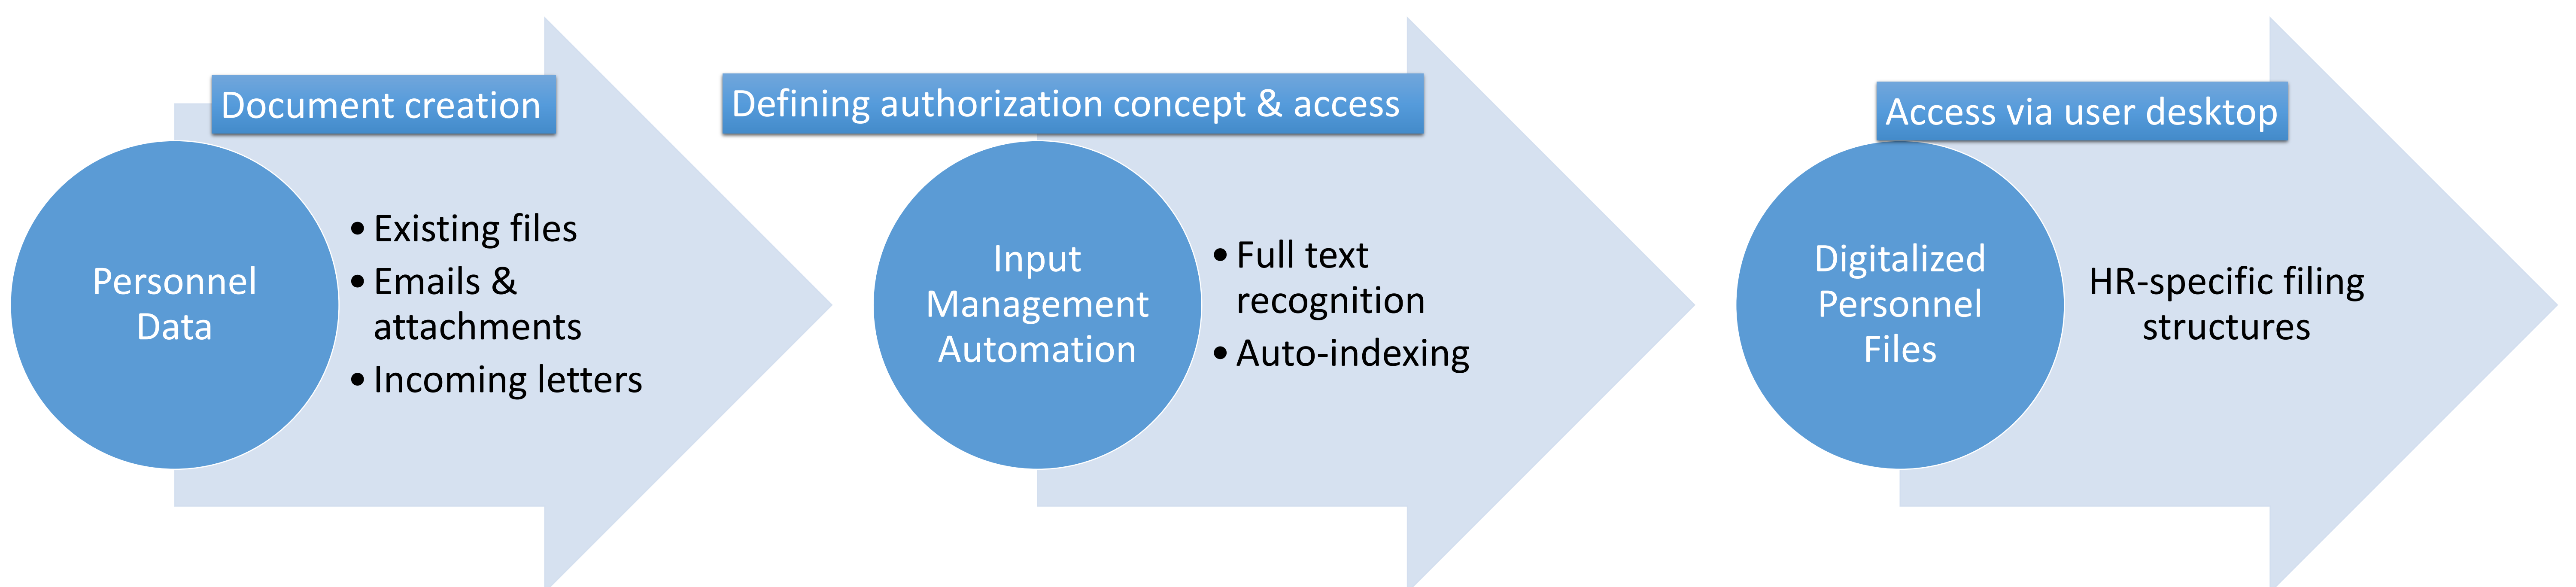 Document creation
Personnel
Data
• Existing files
• Emails &
attachments
• Incoming letters
Defining authorization concept & access
Input
Management
Automation
• Full text
recognition
• Auto-indexing
Access via user desktop
Digitalized
Personnel
Files
HR-specific filing
structures